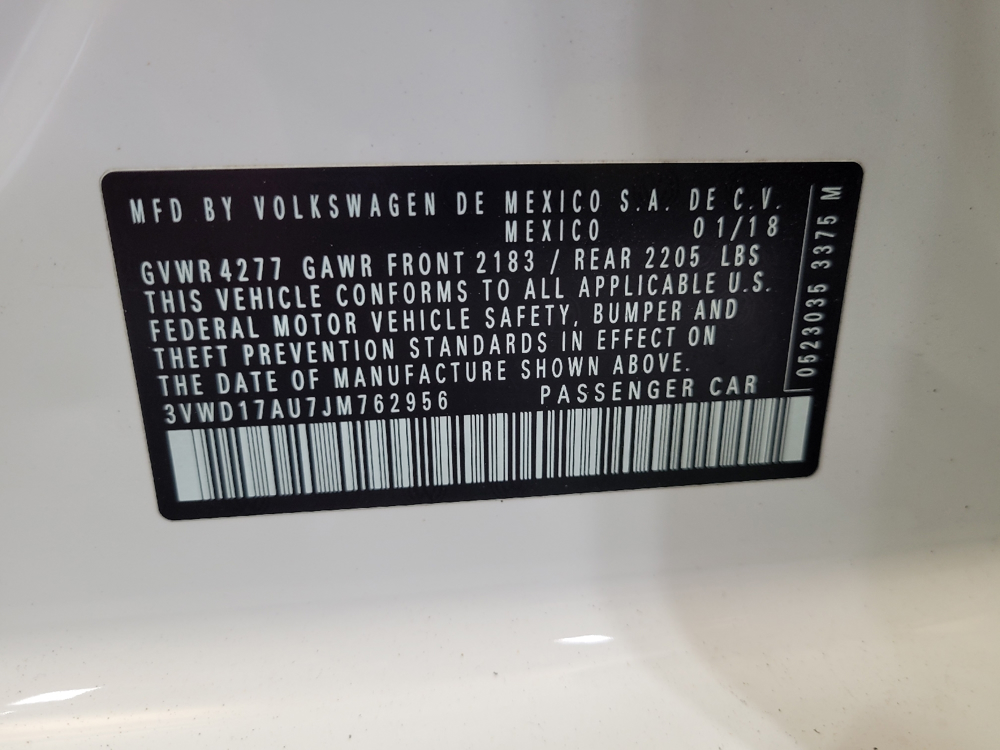 MFD BY VOLKSWAGEN DE MEXICO S.A. DE C.V.
MEXICO 01/18
GVWR 4277 GAWR FRONT 2183 / REAR 2205 LBS
THIS VEHICLE CONFORMS TO ALL APPLICABLE U.S.
FEDERAL MOTOR VEHICLE SAFETY, BUMPER AND
THEFT PREVENTION STANDARDS IN EFFECT ON
THE DATE OF MANUFACTURE SHOWN ABOVE.
3VWD17AU7JM762956 PASSENGER CAR
0523035 3375 M